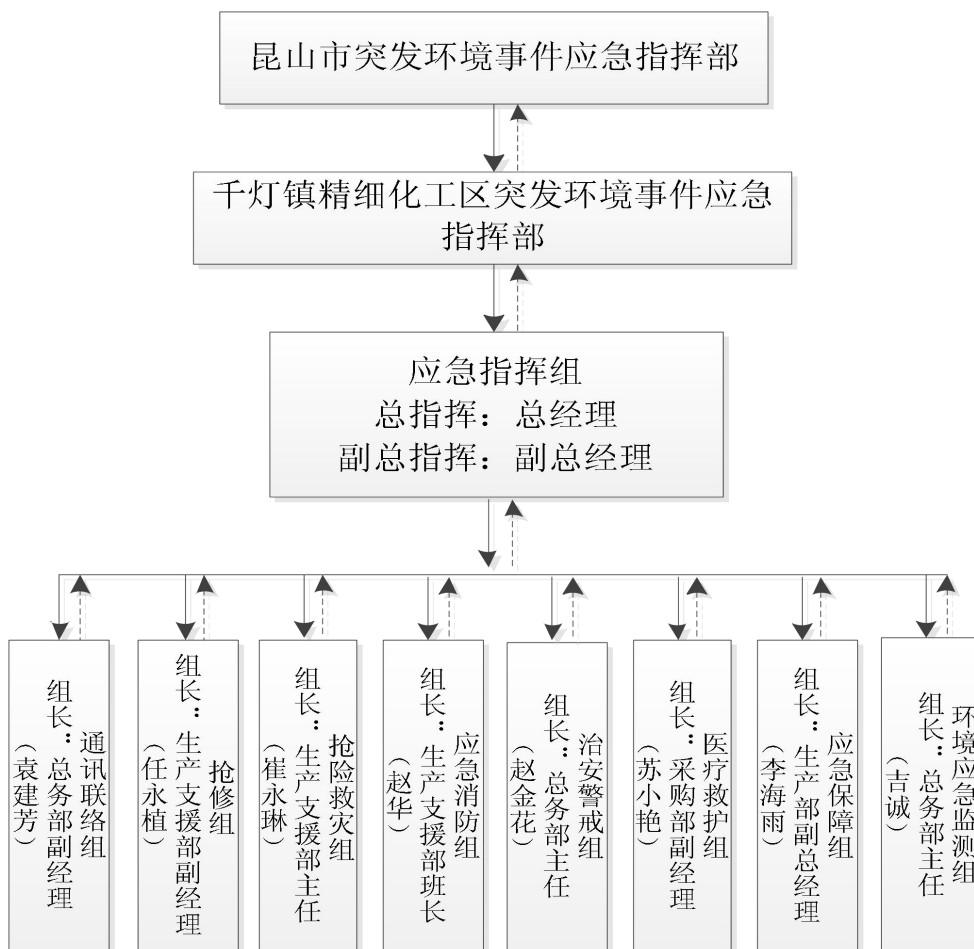 昆山市突发环境事件应急指挥部
千灯镇精细化工区突发环境事件应急
指挥部
应急指挥组
总指挥：总经理
副总指挥：副总经理
通讯联络组
组长：总务部副经理
（袁建芳）
抢修组
组长：生产支援部副经理
（任永植）
抢险救灾组
组长：生产支援部主任
（崔永琳）
应急消防组
组长：生产支援部班长
（赵华）
治安警戒组
组长：总务部主任
（赵金花）
医疗救护组
组长：采购部副经理
（苏小艳）
应急保障组
组长：生产部副总经理
（李海雨）
环境应急监测组
组长：总务部主任
（吉诚）